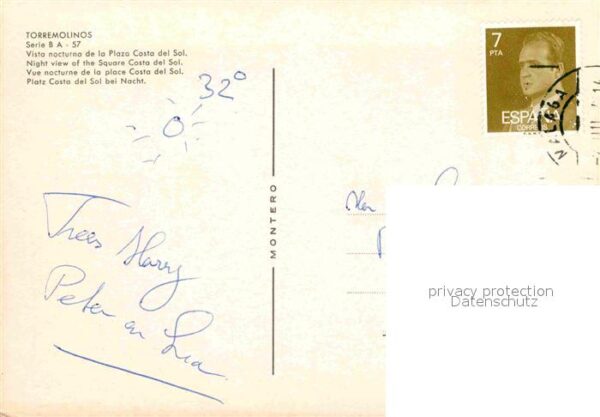 TORREMOLINOS
Serie B A - 57
Vista nocturna de la Plaza Costa del Sol.
Night view of the Square Costa del Sol.
Vue nocturne de la place Costa del Sol.
Platz Costa del Sol bei Nacht.
32°
Trees Harry
Peter en Lia
MONTERO
7
PTA
ESPAÑA
CORREOS
privacy protection
Datenschutz